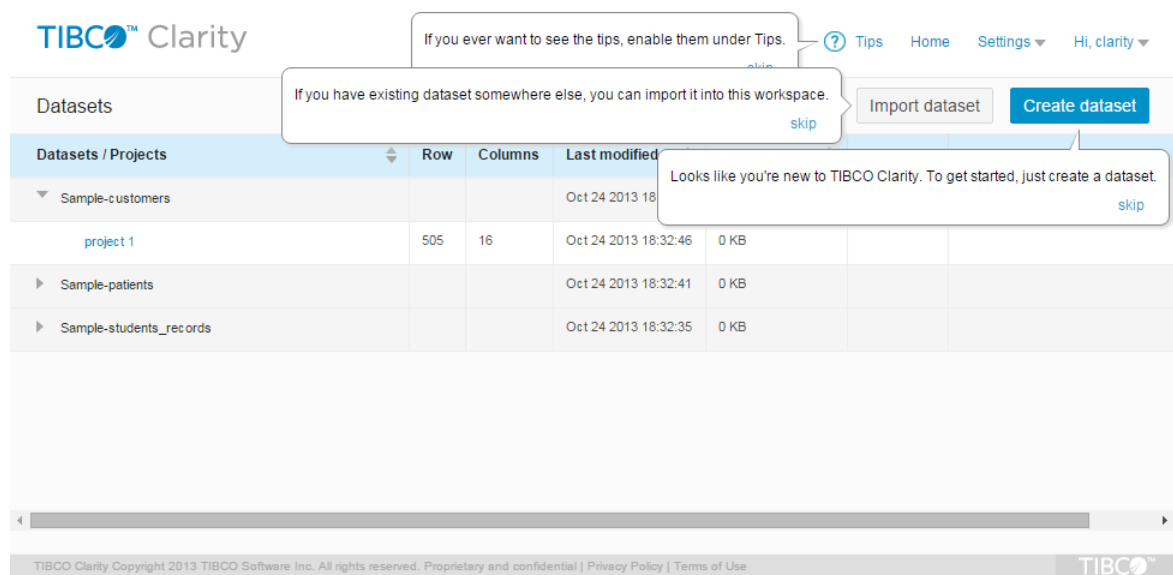 TIBCO™ Clarity
If you ever want to see the tips, enable them under Tips.
skip
? Tips Home Settings Hi, clarity
Datasets
If you have existing dataset somewhere else, you can import it into this workspace.
skip
Import dataset
Create dataset
Datasets / Projects Row Columns Last modified
Looks like you're new to TIBCO Clarity. To get started, just create a dataset.
skip
Sample-customers Oct 24 2013 18
project 1 505 16 Oct 24 2013 18:32:46 0 KB
Sample-patients Oct 24 2013 18:32:41 0 KB
Sample-students_records Oct 24 2013 18:32:35 0 KB
TIBCO Clarity Copyright 2013 TIBCO Software Inc. All rights reserved. Proprietary and confidential | Privacy Policy | Terms of Use
TIBCO™